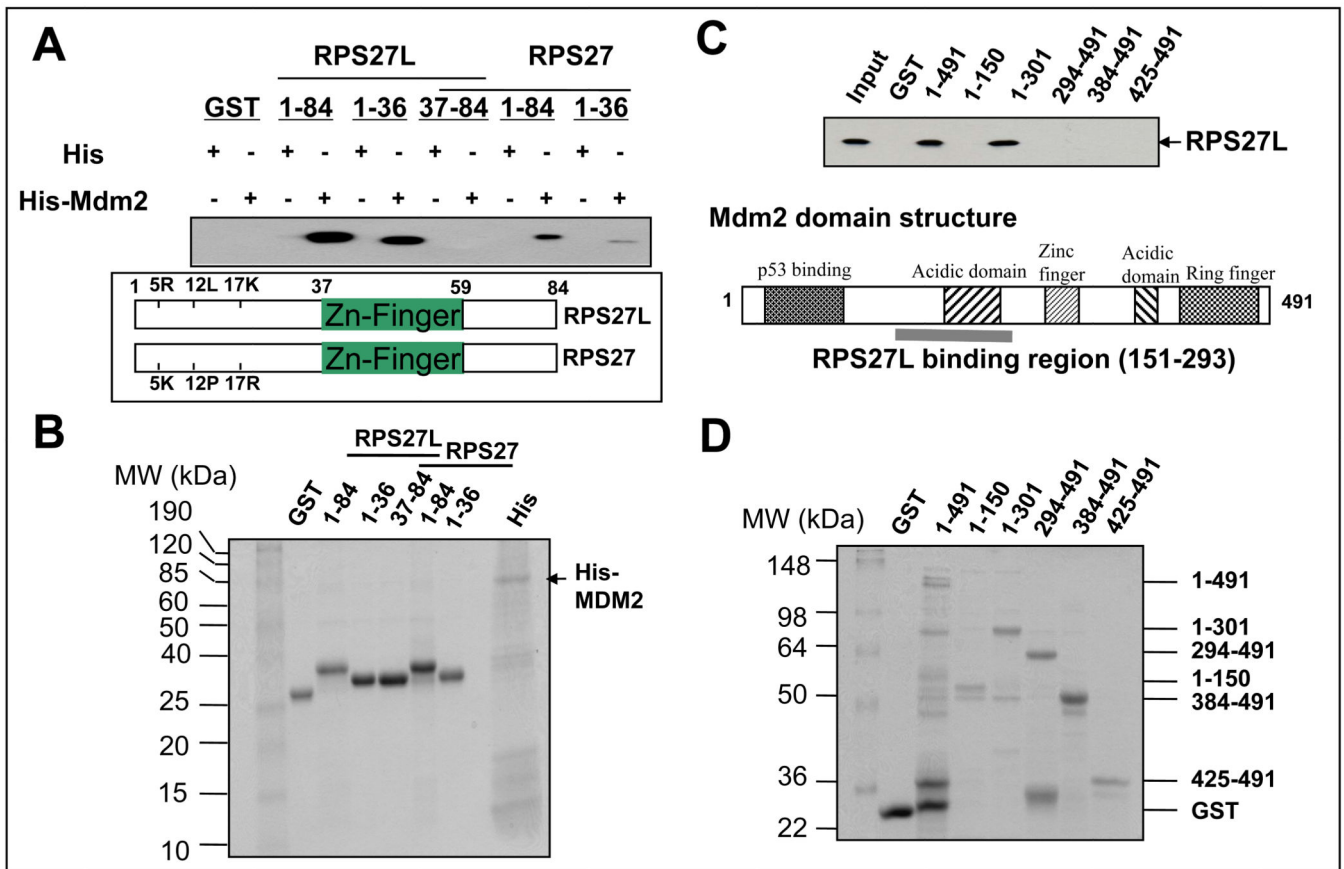 A
RPS27L RPS27
GST 1-84 1-36 37-84 1-84 1-36
His + - + - + - + - + - + -
His-Mdm2 - + - + - + - + - + - +
1 5R 12L 17K 37 59 84
Zn-Finger RPS27L
Zn-Finger RPS27
5K 12P 17R
B
RPS27L RPS27
MW (kDa) GST 1-84 1-36 37-84 1-84 1-36 His
190
120
85
60
50
40
25
20
15
10
His-
MDM2
C
Input GST 1-491 1-150 1-301 294-491 384-491 425-491
RPS27L
Mdm2 domain structure
p53 binding Acidic domain Zinc finger Acidic domain Ring finger
1 491
RPS27L binding region (151-293)
D
MW (kDa) GST 1-491 1-150 1-301 294-491 384-491 425-491
148
98
64
50
36
22
1-491
1-301
294-491
1-150
384-491
425-491
GST